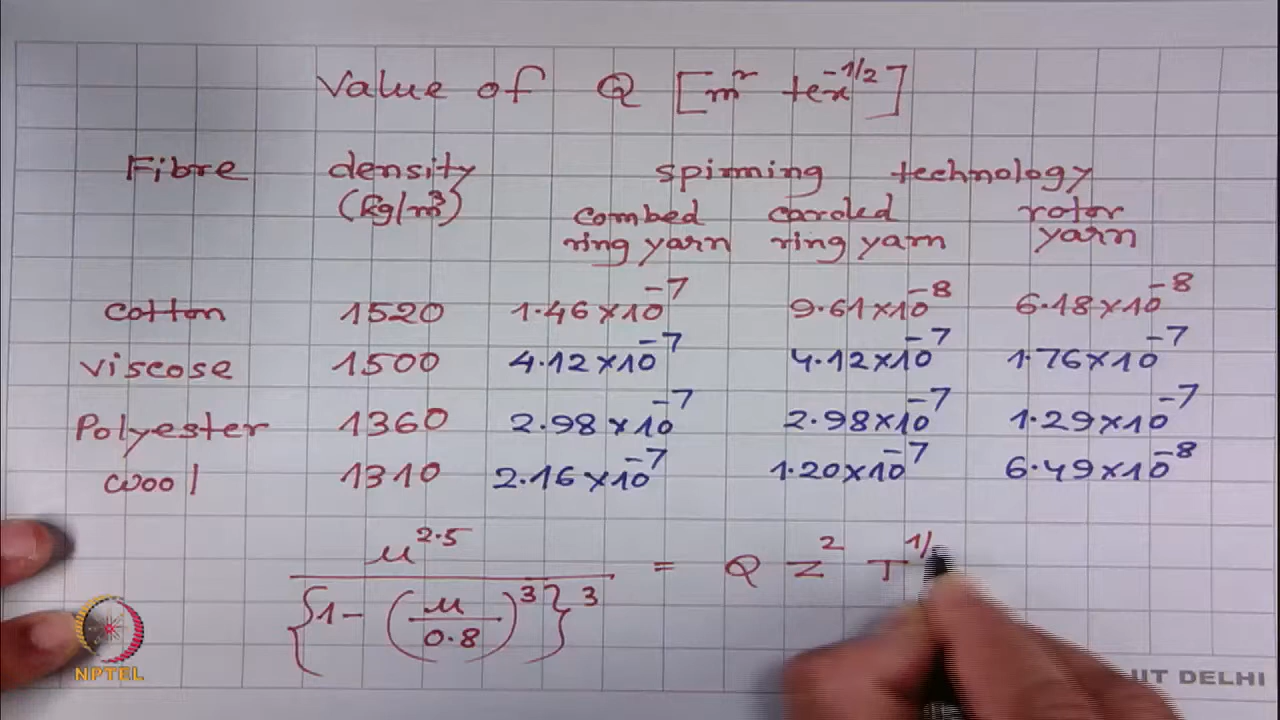 Value of Q [m² tex^-1/2]
Fibre density spinning technology
(kg/m³) combed carded rotor
ring yarn ring yarn yarn
Cotton 1520 1.46×10^-7 9.61×10^-8 6.18×10^-8
Viscose 1500 4.12×10^-7 4.12×10^-7 1.76×10^-7
Polyester 1360 2.98×10^-7 2.98×10^-7 1.29×10^-7
Wool 1310 2.16×10^-7 1.20×10^-7 6.49×10^-8
μ^2.5 / {1-(μ/0.8)^3}^3 = Q Z^2 T^1/
NPTEL
IIT DELHI